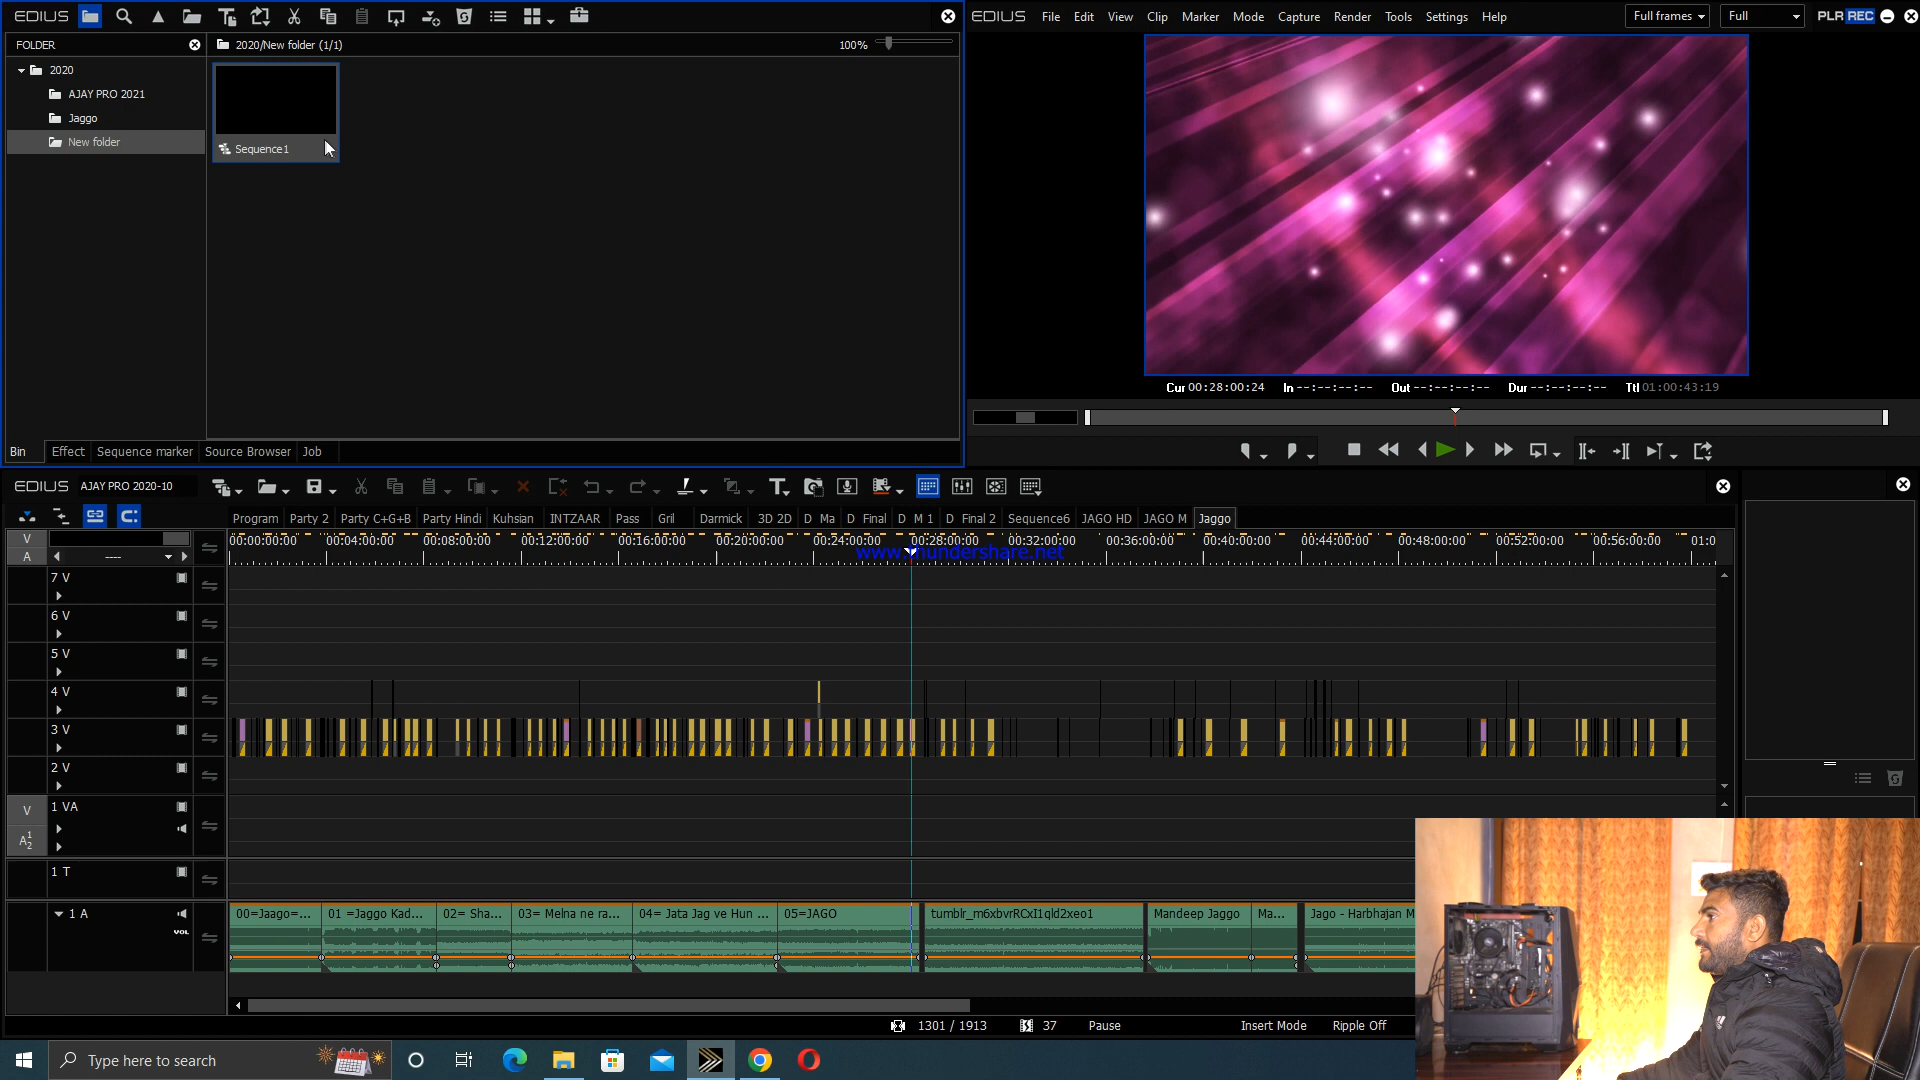 EDIUS
FOLDER
2020/New folder (1/1)
100%
2020
AJAY PRO 2021
Jaggo
New folder
Sequence1
Bin Effect Sequence marker Source Browser Job
EDIUS File Edit View Clip Marker Mode Capture Render Tools Settings Help
Full frames Full PLR REC
Cur 00:28:00:24 In --:--:--:-- Out --:--:--:-- Dur --:--:--:-- Ttl 01:00:43:19
EDIUS AJAY PRO 2020-10
Program Party 2 Party C+G+B Party Hindi Kuhsian INTZAAR Pass Gril Darmick 3D 2D D Ma D Final D M 1 D Final 2 Sequence6 JAGO HD JAGO M Jaggo
00:00:00:00 00:04:00:00 00:08:00:00 00:12:00:00 00:16:00:00 00:20:00:00 00:24:00:00 00:28:00:00 00:32:00:00 00:36:00:00 00:40:00:00 00:44:00:00 00:48:00:00 00:52:00:00 00:56:00:00 01:0
www.thundershare.net
V
A ----
7 V
6 V
5 V
4 V
3 V
2 V
V 1 VA
A 1 2
1 T
1 A
VOL
00=Jaago=... 01 =Jaggo Kad... 02= Sha... 03= Melna ne ra... 04= Jata Jag ve Hun ... 05=JAGO tumblr_m6xbvrRCxI1qld2xeo1 Mandeep Jaggo Ma... Jago - Harbhajan M
1301 / 1913 37 Pause Insert Mode Ripple Off
Type here to search